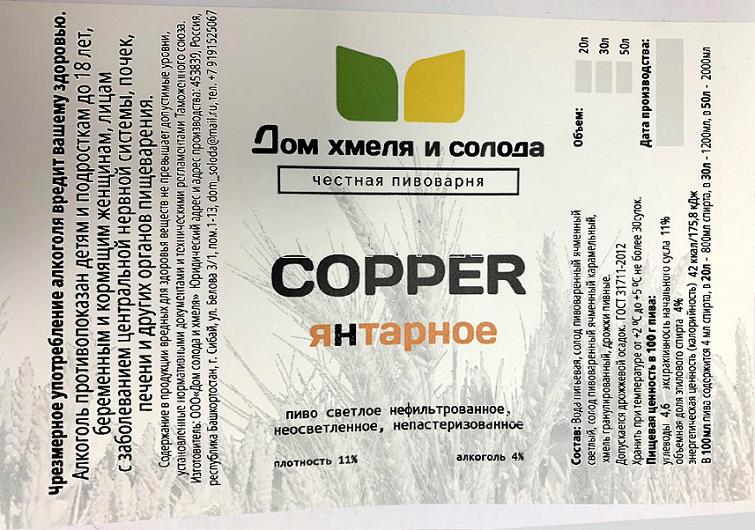 Чрезмерное употребление алкоголя вредит вашему здоровью.
Алкоголь противопоказан детям и подросткам до 18 лет,
беременным и кормящим женщинам, лицам
с заболеванием центральной нервной системы, почек,
печени и других органов пищеварения.
Содержание в продукции вредных для здоровья веществ не превышает допустимые уровни,
установленные нормативными документами и техническими регламентами Таможенного союза.
Изготовитель: ООО«Дом солода и хмеля» Юридический адрес и адрес производства: 453839, Россия,
республика Башкортостан, г. Сибай, ул. Белова 3/1, пом.1-13, dom_soloda@mail.ru, тел. +7 9191525067
Дом хмеля и солода
честная пивоварня
COPPER
янтарное
пиво светлое нефильтрованное,
неосветленное, непастеризованное
плотность 11% алкоголь 4%
Объем:
20л
30л
50л
Дата производства:
Состав: Вода питьевая, солод пивоваренный ячменный
светлый, солод пивоваренный ячменный карамельный,
хмель гранулированный, дрожжи пивные.
Допускается дрожжевой осадок. ГОСТ 31711-2012
Хранить при температуре от +2 ºС до +5 ºС не более 30суток.
Пищевая ценность в 100 г пива:
углеводы 4,6 экстрактивность начального сусла 11%
объемная доля этилового спирта 4%
энергетическая ценность (калорийность) 42 ккал/175,8 кДж
В 100мл пива содержится 4 мл спирта, в 20л - 800мл спирта, в 30л - 1200мл, в 50л - 2000мл